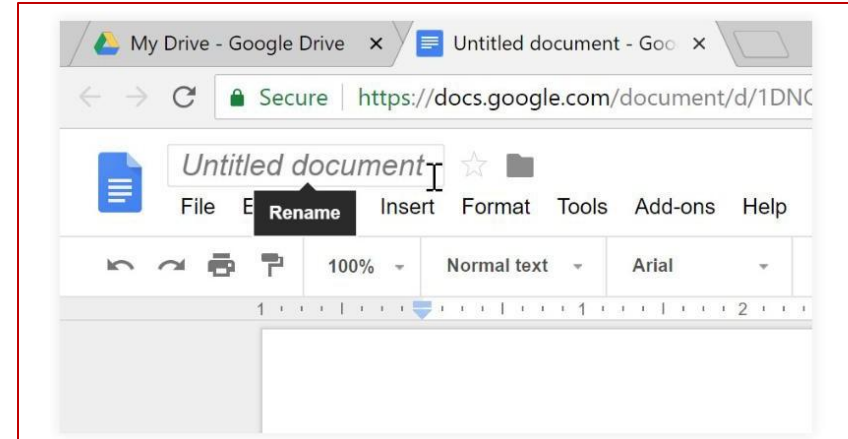 My Drive - Google Drive × Untitled document - Goo ×
Secure | https://docs.google.com/document/d/1DNG
Untitled document
File E Insert Format Tools Add-ons Help
Rename
100% Normal text Arial
1 1 2